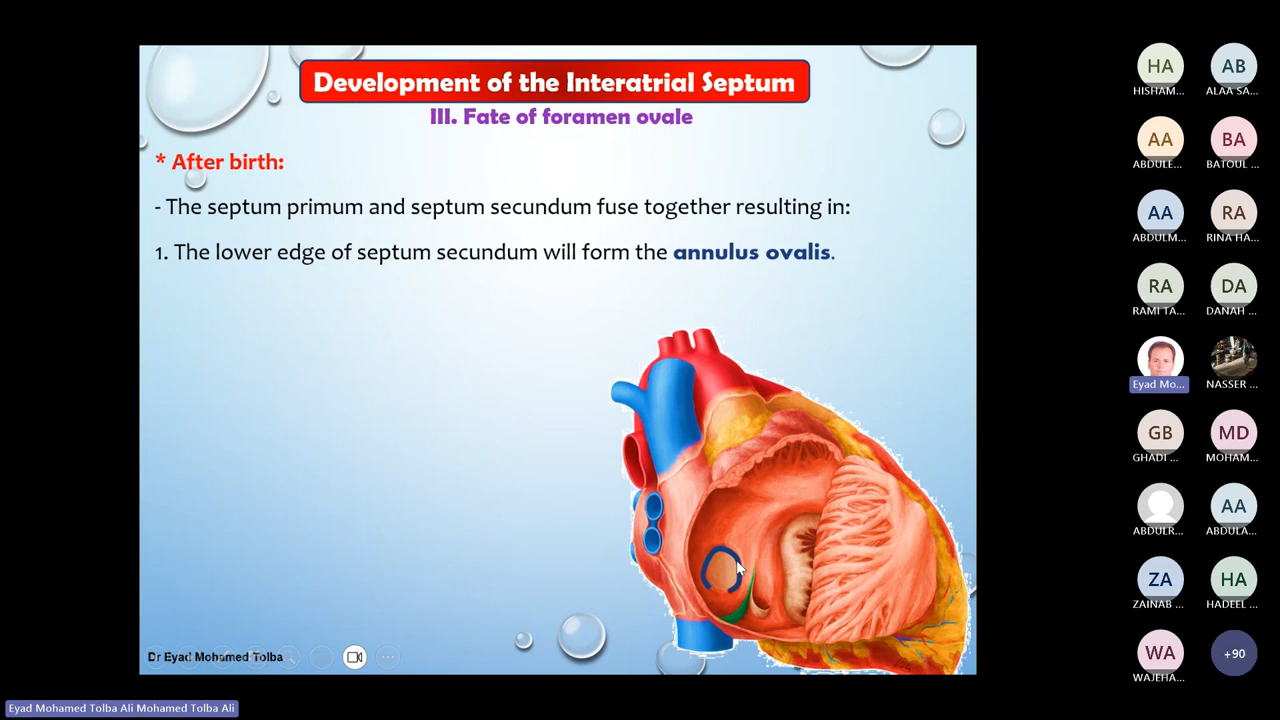 Development of the Interatrial Septum
III. Fate of foramen ovale
* After birth:
- The septum primum and septum secundum fuse together resulting in:
1. The lower edge of septum secundum will form the annulus ovalis.
Dr Eyad Mohamed Tolba
HA
HISHAM...
AB
ALAA SA...
AA
ABDULE...
BA
BATOUL ...
AA
ABDULM...
RA
RINA HA...
RA
RAMI TA...
DA
DANAH ...
Eyad Mo...
NASSER ...
GB
GHADI ...
MD
MOHAM...
ABDULR...
AA
ABDULA...
ZA
ZAINAB ...
HA
HADEEL ...
WA
WAJEHA...
+90
Eyad Mohamed Tolba Ali Mohamed Tolba Ali